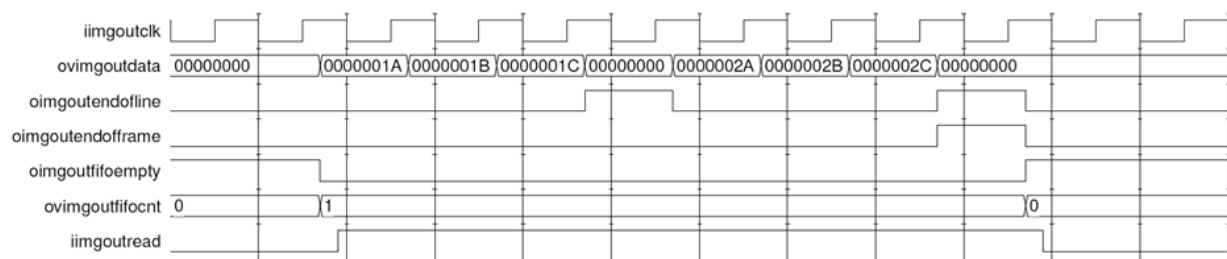 iimgoutclk
ovimgoutdata 00000000 0000001A 0000001B 0000001C 00000000 0000002A 0000002B 0000002C 00000000
oimgoutendofline
oimgoutendofframe
oimgoutfifoempty
ovimgoutfifocnt 0 1 0
iimgoutread